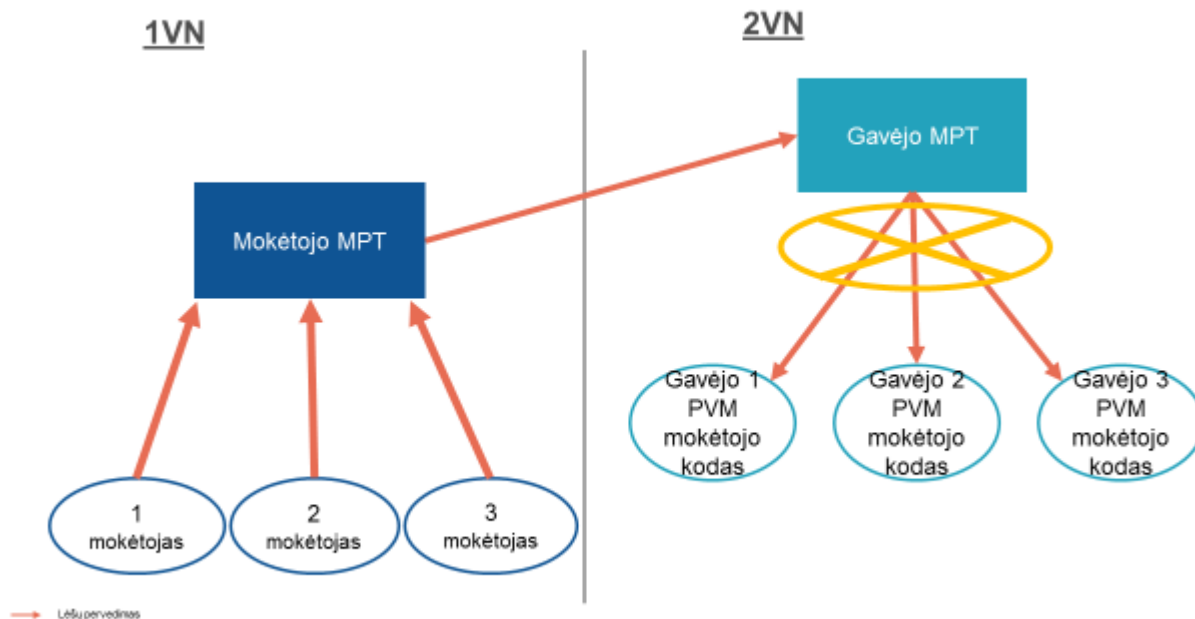 1VN
2VN
Gavėjo MPT
Mokėtojo MPT
Gavėjo 1
PVM
mokėtojo
kodas
Gavėjo 2
PVM
mokėtojo
kodas
Gavėjo 3
PVM
mokėtojo
kodas
1
mokėtojas
2
mokėtojas
3
mokėtojas
Lėšų pervedimas